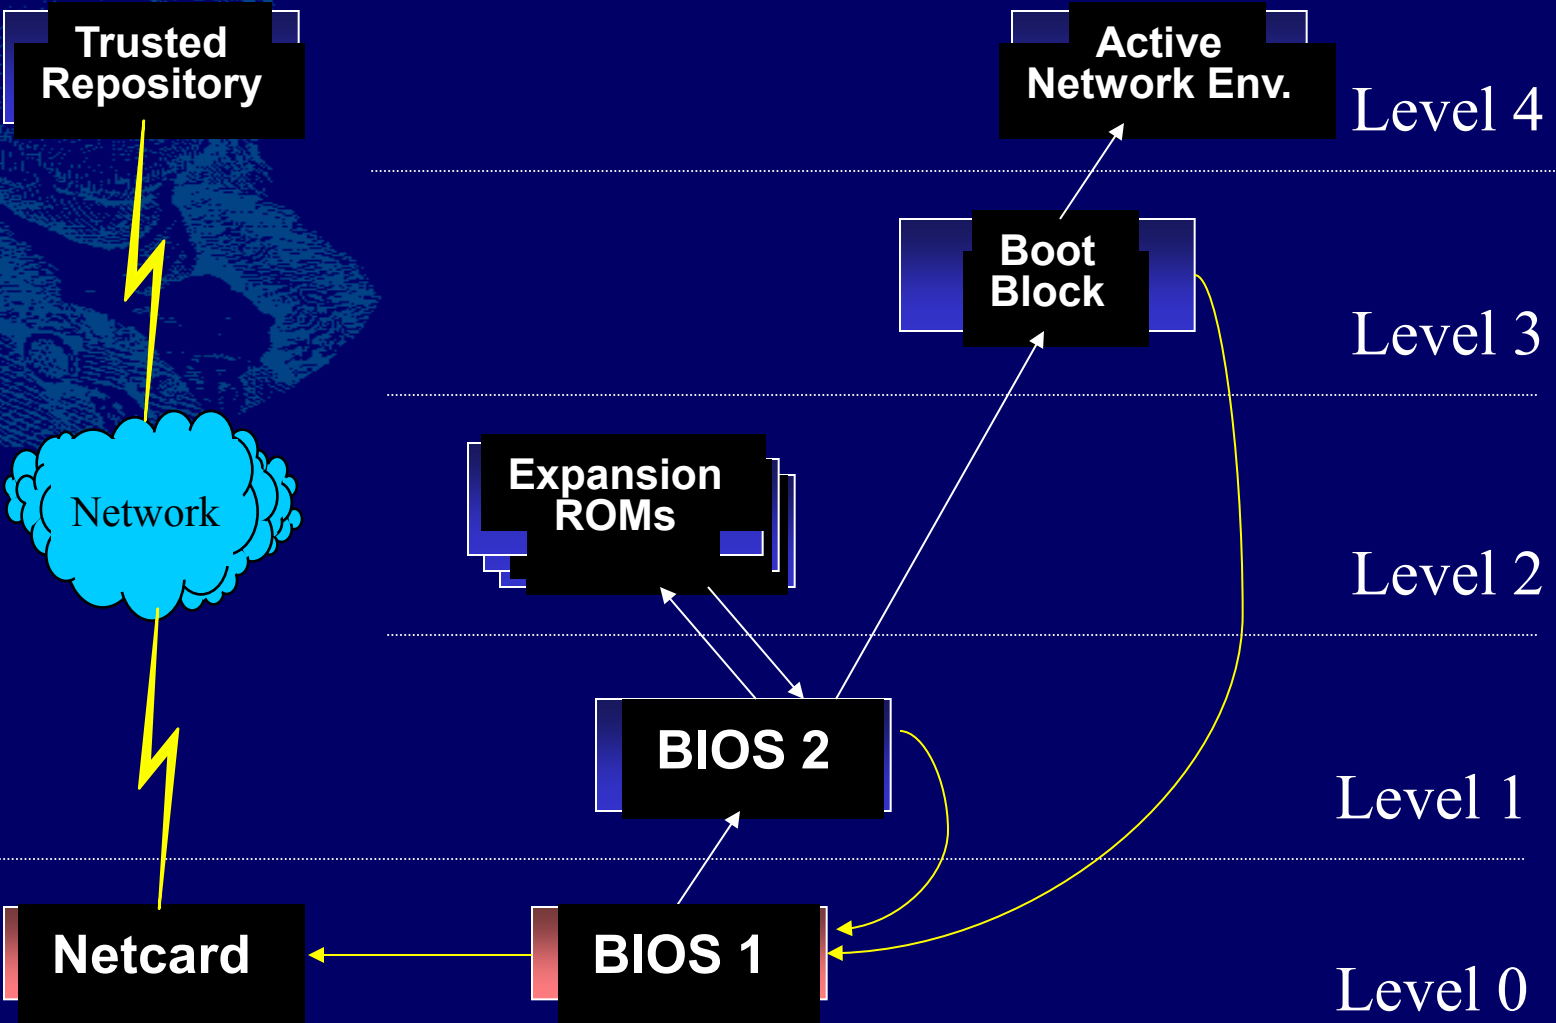 Trusted
Repository
Active
Network Env.
Level 4
Boot
Block
Level 3
Expansion
ROMs
Network
Level 2
BIOS 2
Level 1
Netcard
BIOS 1
Level 0